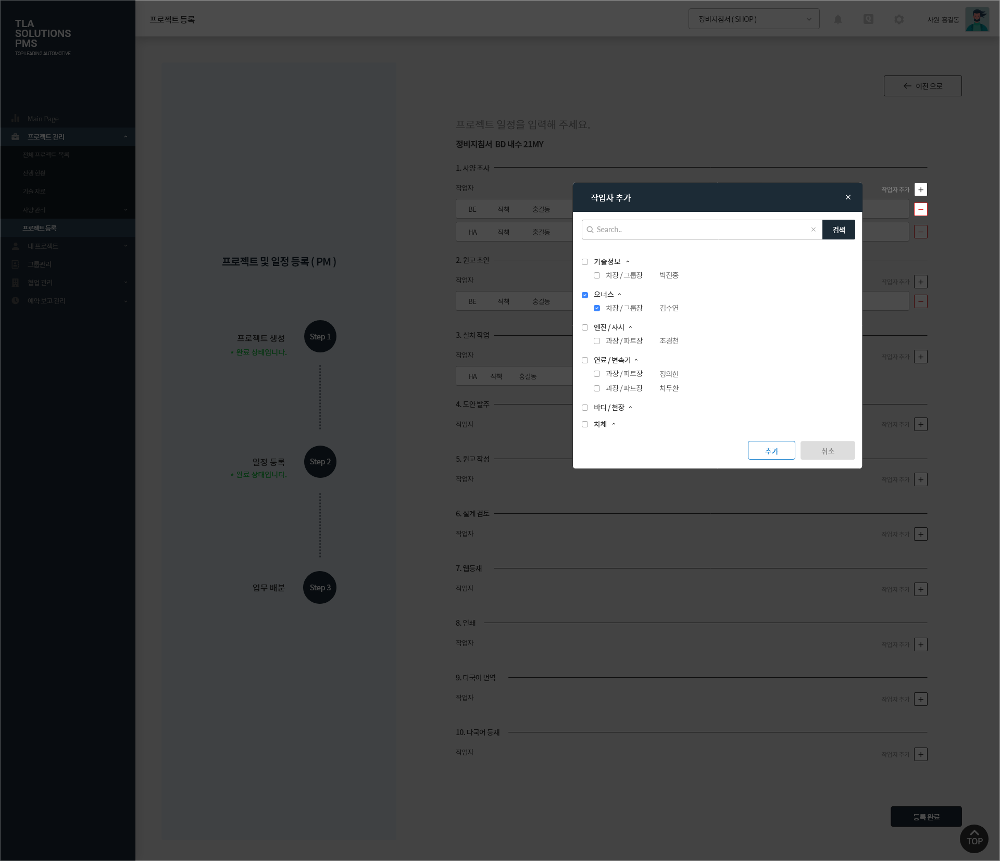 TLA
SOLUTIONS
PMS
TOP LEADING AUTOMOTIVE
프로젝트 등록
정비지침서 ( SHOP )
Q
사원 홍길동
Main Page
프로젝트 관리
전체 프로젝트 목록
진행 현황
기술 자료
사양 관리
프로젝트 등록
내 프로젝트
그룹관리
협업 관리
예약 보고 관리
프로젝트 및 일정 등록 ( PM )
프로젝트 생성
* 완료 상태입니다.
Step 1
일정 등록
* 완료 상태입니다.
Step 2
업무 배분
Step 3
← 이전 으로
프로젝트 일정을 입력해 주세요.
정비지침서 BD 내수 21MY
1. 사양 조사
작업자
작업자 추가 +
BE 직책 홍길동 −
HA 직책 홍길동 −
2. 원고 초안
작업자
작업자 추가 +
BE 직책 홍길동 −
3. 실차 작업
작업자
작업자 추가 +
HA 직책 홍길동
4. 도안 발주
작업자
작업자 추가 +
5. 원고 작성
작업자
작업자 추가 +
6. 설계 검토
작업자
작업자 추가 +
7. 웹등재
작업자
작업자 추가 +
8. 인쇄
작업자
작업자 추가 +
9. 다국어 번역
작업자
작업자 추가 +
10. 다국어 등재
작업자
작업자 추가 +
작업자 추가
Search..
검색
기술정보
차장 / 그룹장 박진홍
오너스
차장 / 그룹장 김수연
엔진 / 샤시
과장 / 파트장 조경천
연료 / 변속기
과장 / 파트장 정의현
과장 / 파트장 차두환
바디 / 천장
차체
추가
취소
등록 완료
TOP